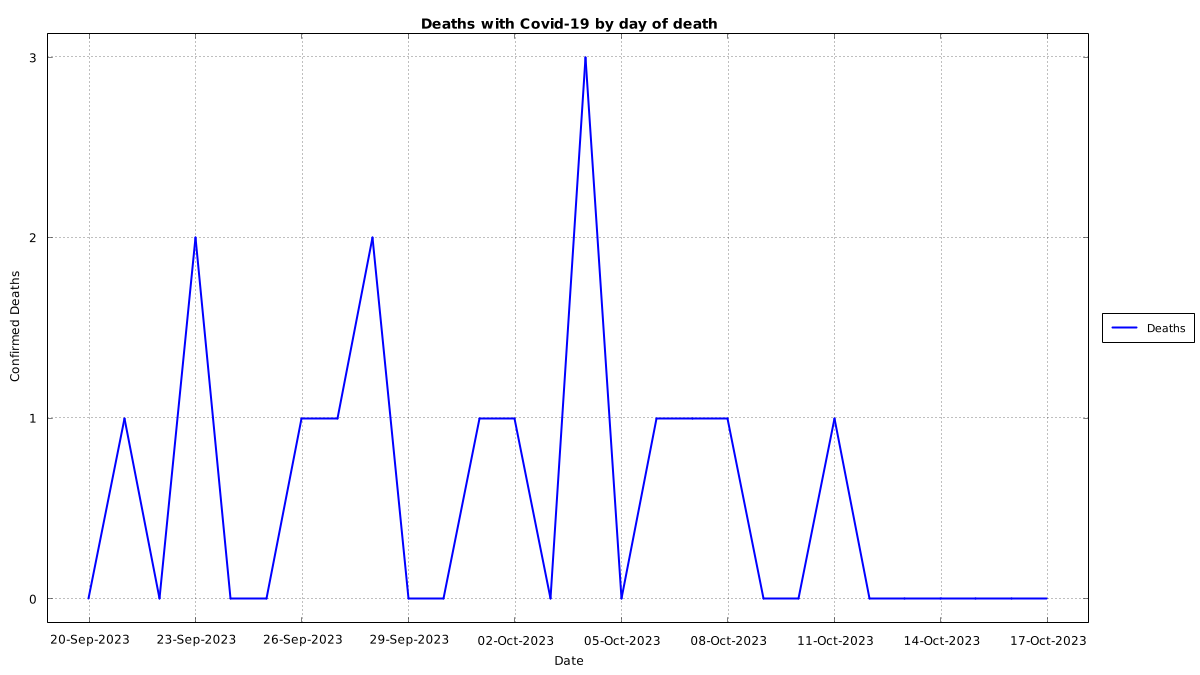 Deaths with Covid-19 by day of death
3
2
1
0
Confirmed Deaths
20-Sep-2023 23-Sep-2023 26-Sep-2023 29-Sep-2023 02-Oct-2023 05-Oct-2023 08-Oct-2023 11-Oct-2023 14-Oct-2023 17-Oct-2023
Date
Deaths